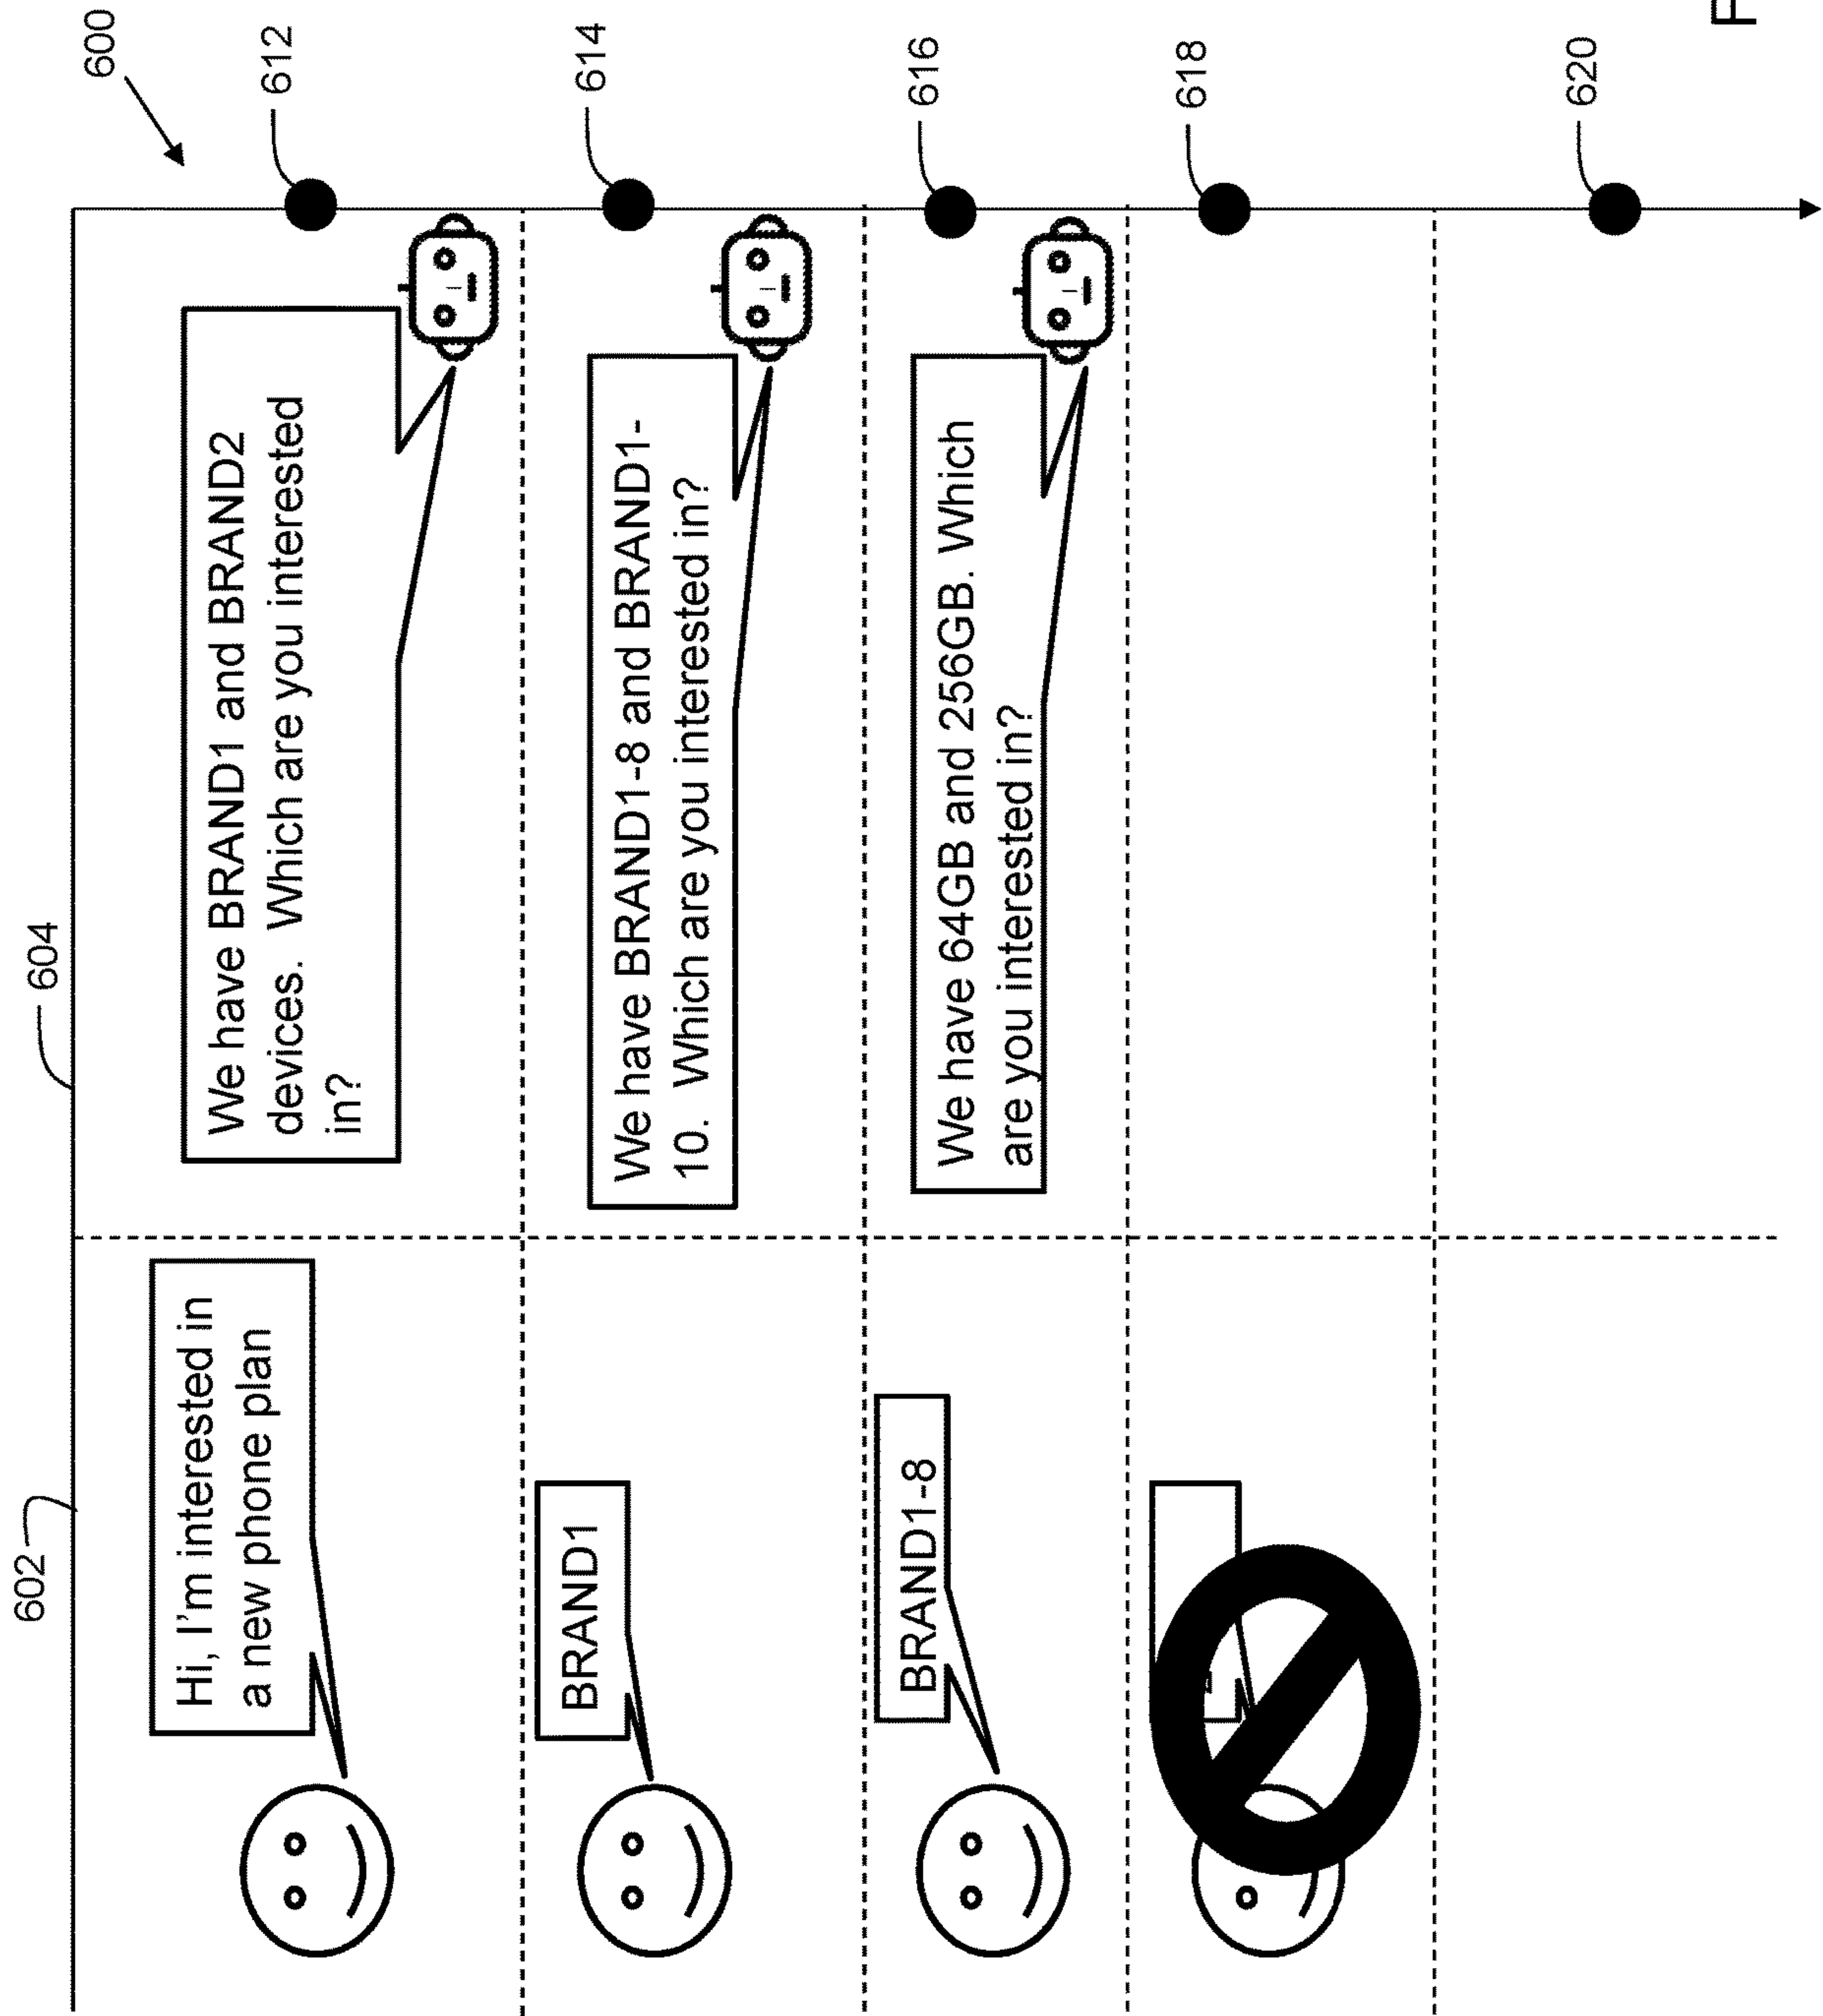 600
602
604
612
Hi, I'm interested in
a new phone plan
We have BRAND1 and BRAND2
devices. Which are you interested
in?
614
BRAND1
We have BRAND1-8 and BRAND1-
10. Which are you interested in?
616
BRAND1-8
We have 64GB and 256GB. Which
are you interested in?
618
620